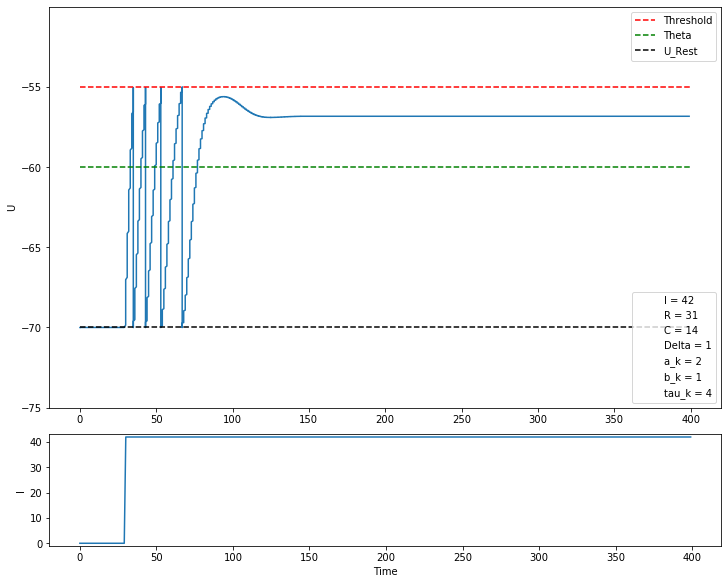 Threshold
Theta
U_Rest
−55
−60
−65
−70
−75
U
I = 42
R = 31
C = 14
Delta = 1
a_k = 2
b_k = 1
tau_k = 4
0 50 100 150 200 250 300 350 400
40
30
20
10
0
I
0 50 100 150 200 250 300 350 400
Time